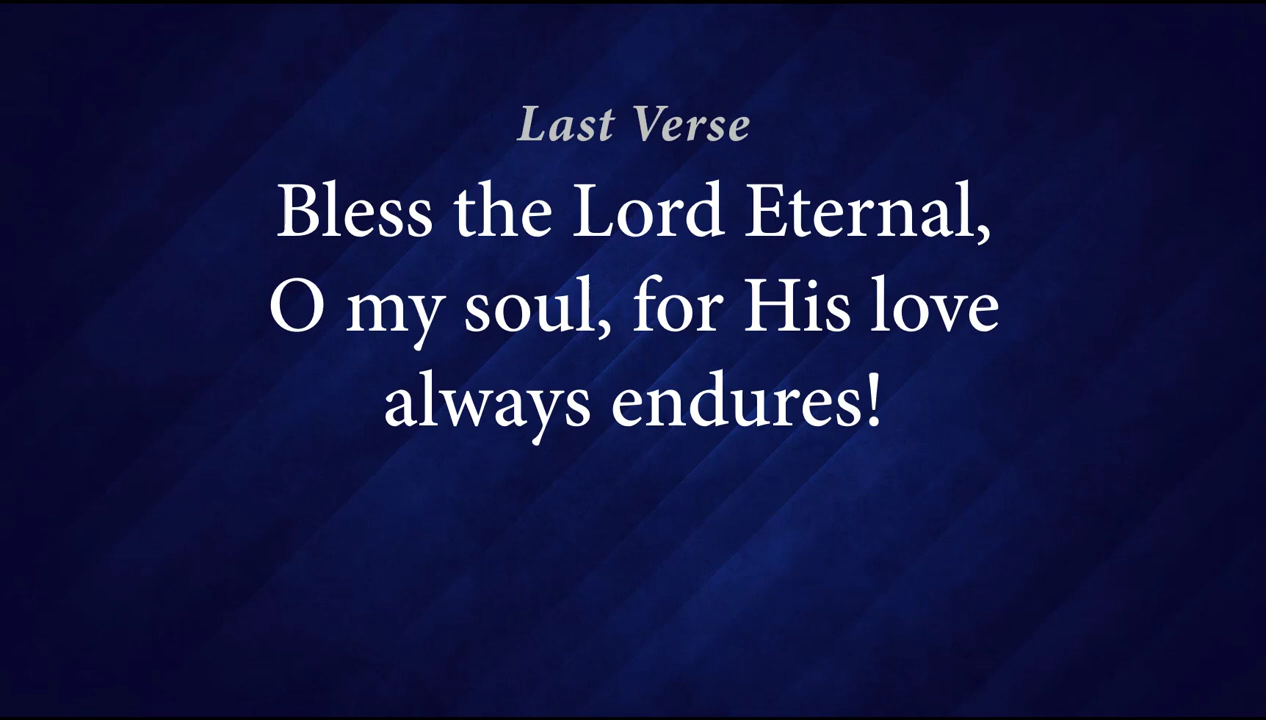 Last Verse
Bless the Lord Eternal,
O my soul, for His love
always endures!